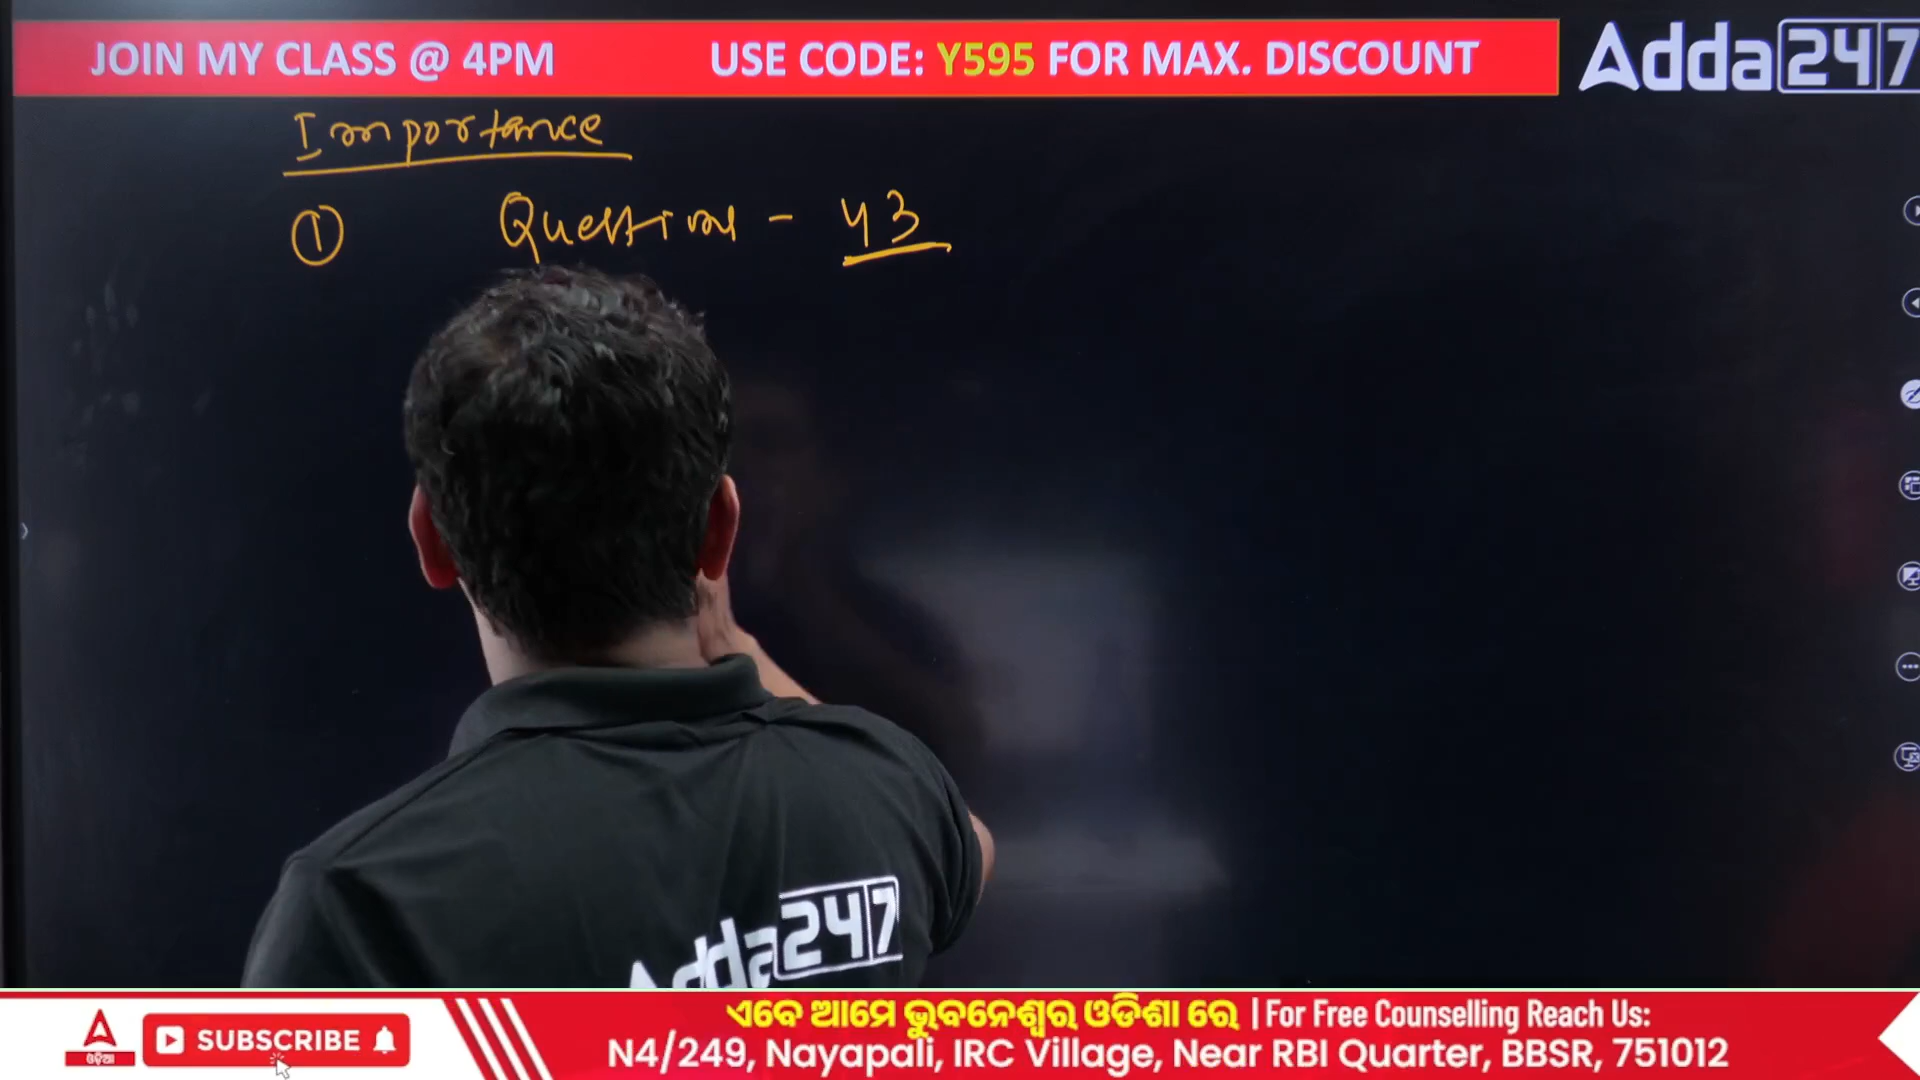 JOIN MY CLASS @ 4PM USE CODE: Y595 FOR MAX. DISCOUNT
Adda247
Importance
① Question - 43
Adda247
ଓଡ଼ିଆ
SUBSCRIBE
ଏବେ ଆମେ ଭୁବନେଶ୍ୱର ଓଡିଶା ରେ | For Free Counselling Reach Us:
N4/249, Nayapali, IRC Village, Near RBI Quarter, BBSR, 751012